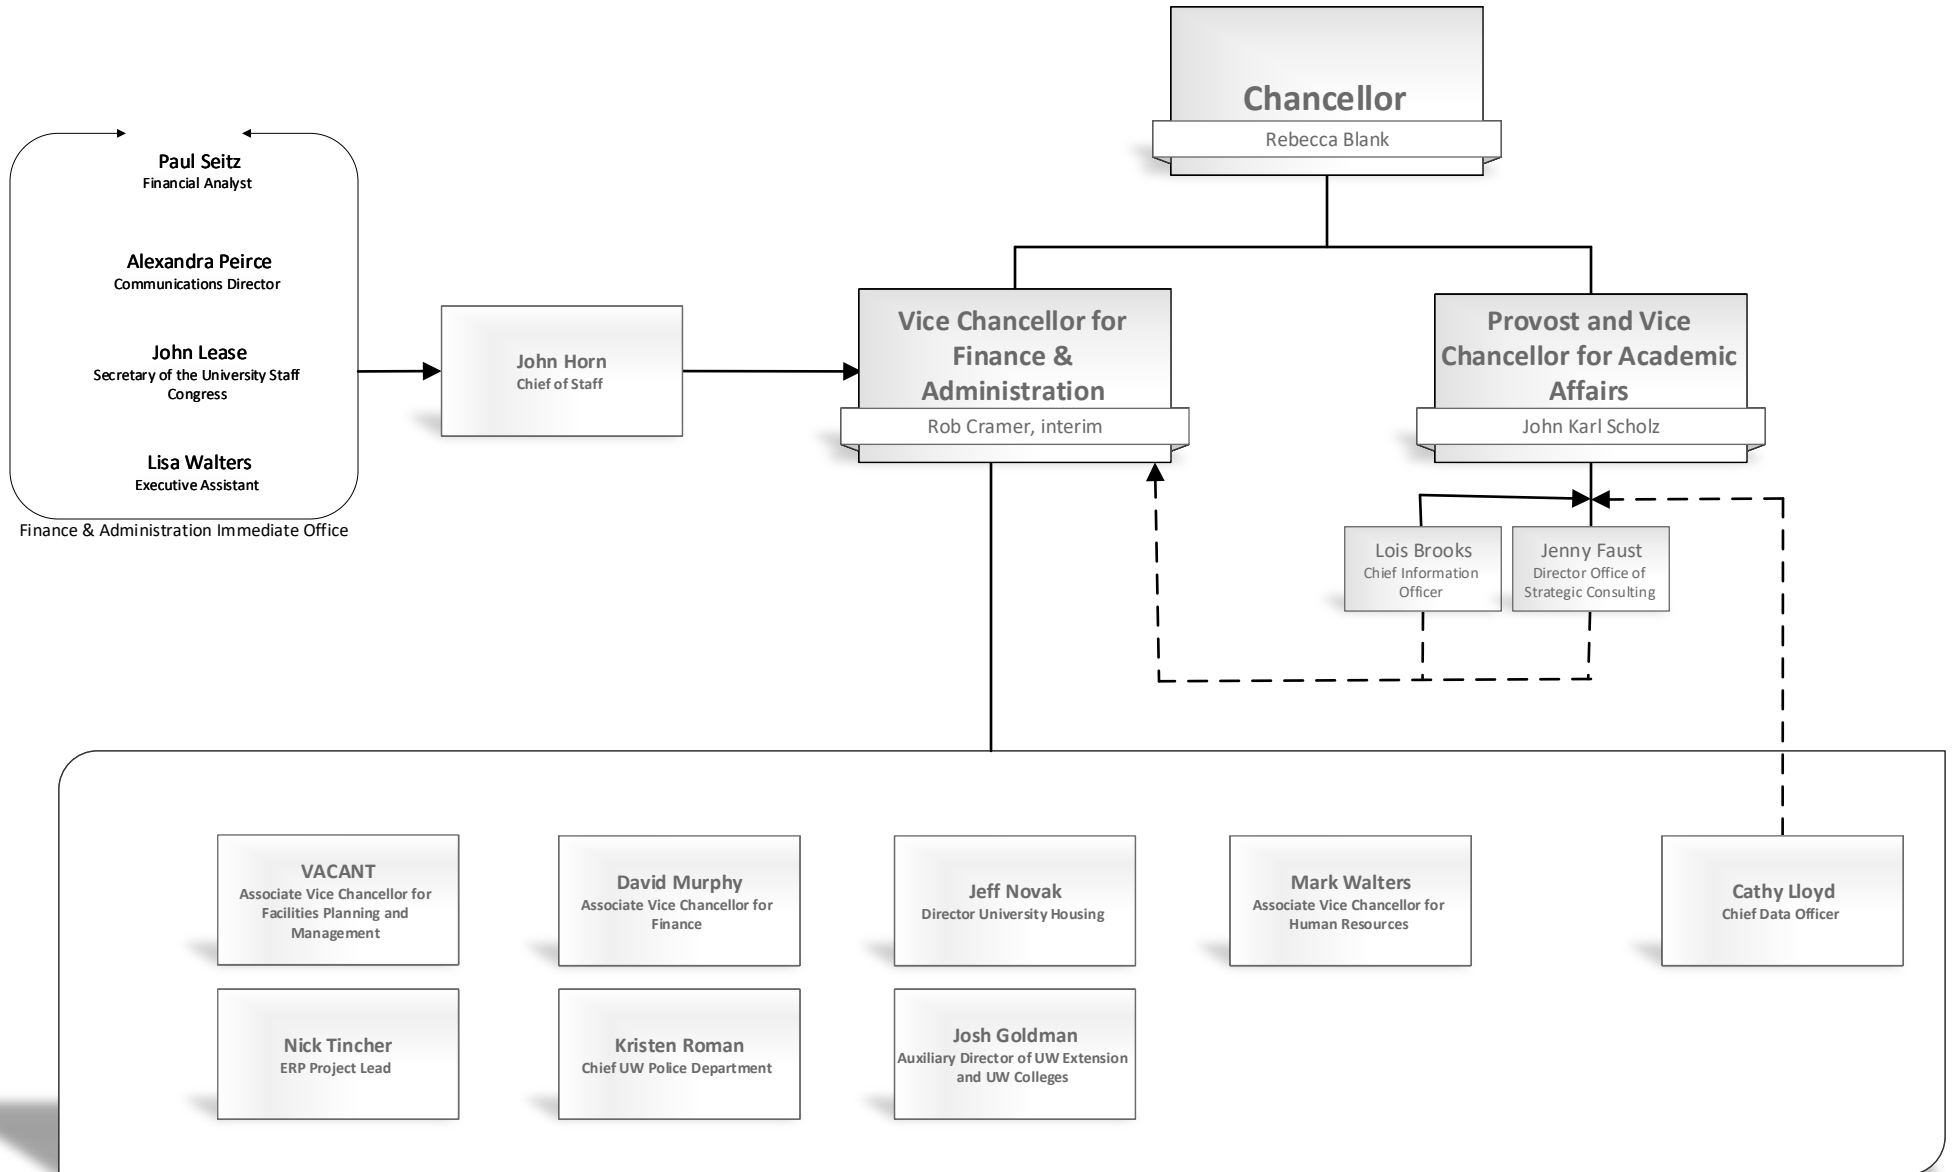 Chancellor
Rebecca Blank
Paul Seitz
Financial Analyst
Alexandra Peirce
Communications Director
John Lease
Secretary of the University Staff
Congress
Lisa Walters
Executive Assistant
Finance & Administration Immediate Office
John Horn
Chief of Staff
Vice Chancellor for
Finance &
Administration
Rob Cramer, interim
Provost and Vice
Chancellor for Academic
Affairs
John Karl Scholz
Lois Brooks
Chief Information
Officer
Jenny Faust
Director Office of
Strategic Consulting
VACANT
Associate Vice Chancellor for
Facilities Planning and
Management
David Murphy
Associate Vice Chancellor for
Finance
Jeff Novak
Director University Housing
Mark Walters
Associate Vice Chancellor for
Human Resources
Cathy Lloyd
Chief Data Officer
Nick Tincher
ERP Project Lead
Kristen Roman
Chief UW Police Department
Josh Goldman
Auxiliary Director of UW Extension
and UW Colleges